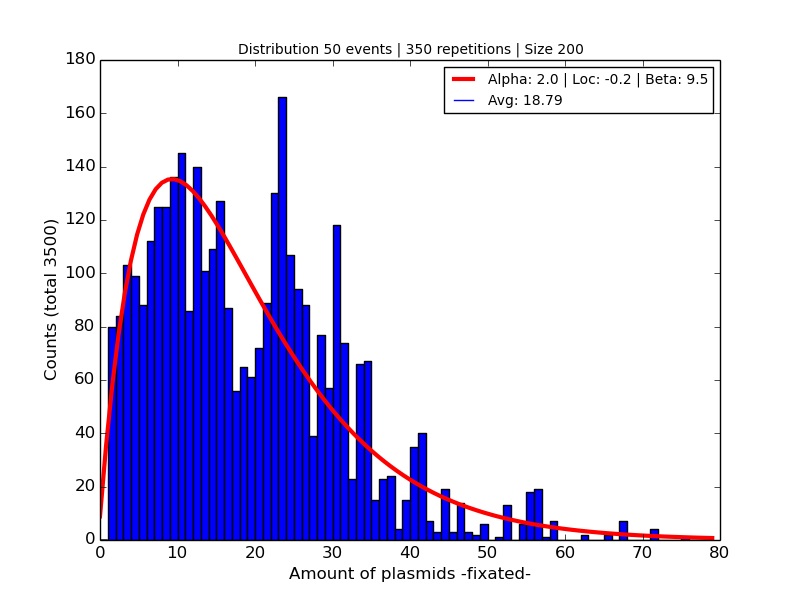 Distribution 50 events | 350 repetitions | Size 200
Alpha: 2.0 | Loc: -0.2 | Beta: 9.5
Avg: 18.79
Counts (total 3500)
180
160
140
120
100
80
60
40
20
0
0 10 20 30 40 50 60 70 80
Amount of plasmids -fixated-